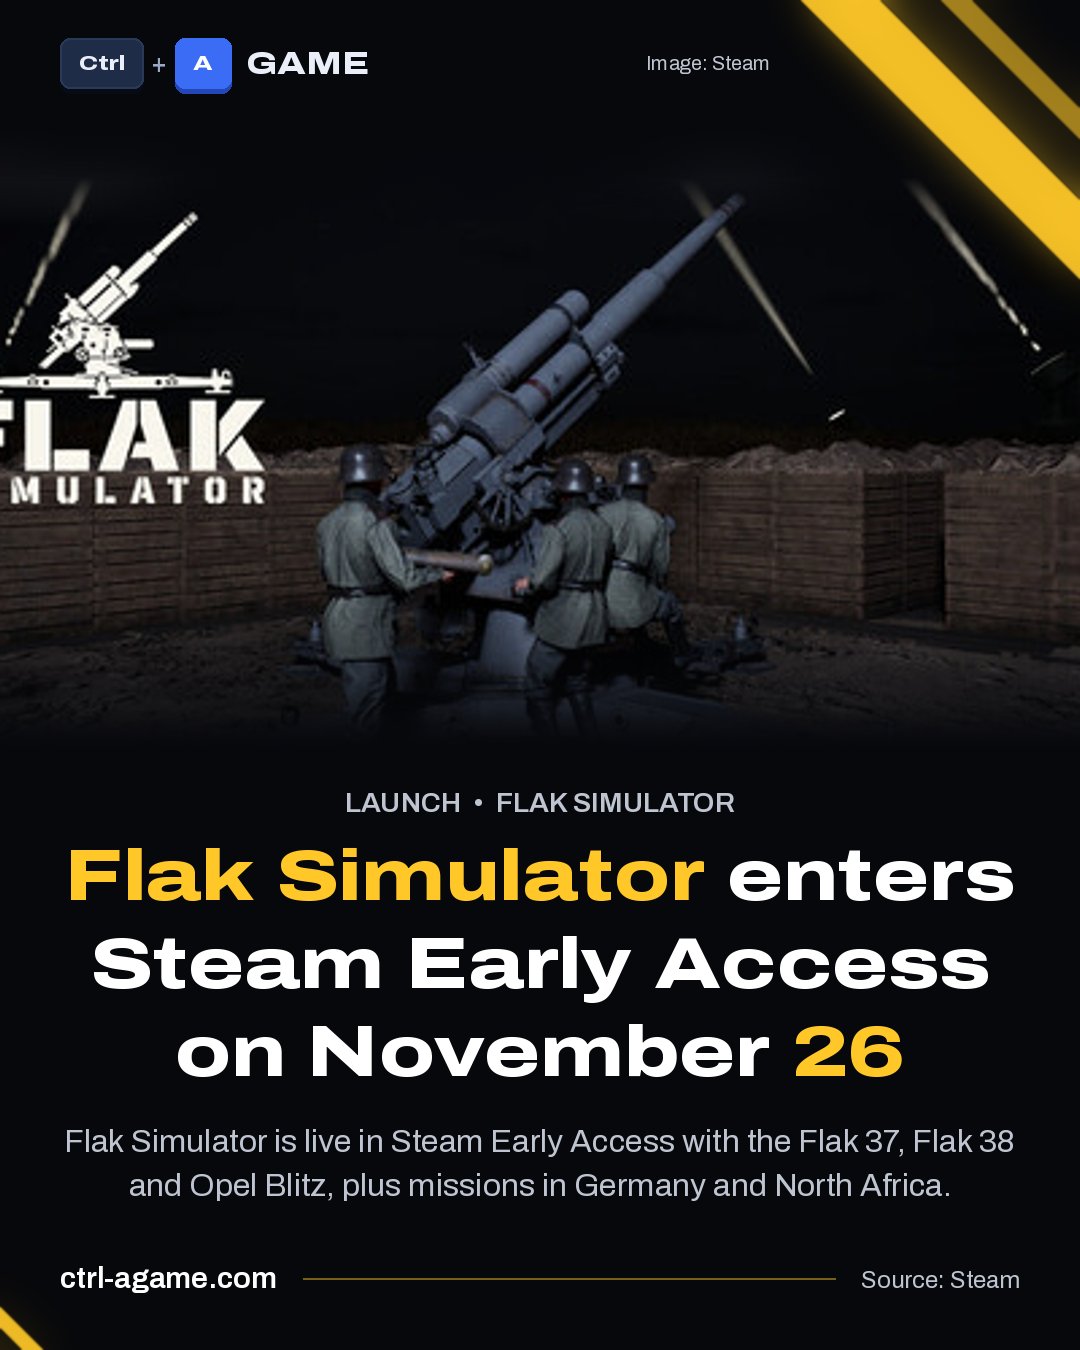 Ctrl + A GAME
Image: Steam
FLAK
MULATOR
LAUNCH • FLAK SIMULATOR
Flak Simulator enters
Steam Early Access
on November 26
Flak Simulator is live in Steam Early Access with the Flak 37, Flak 38
and Opel Blitz, plus missions in Germany and North Africa.
ctrl-agame.com
Source: Steam